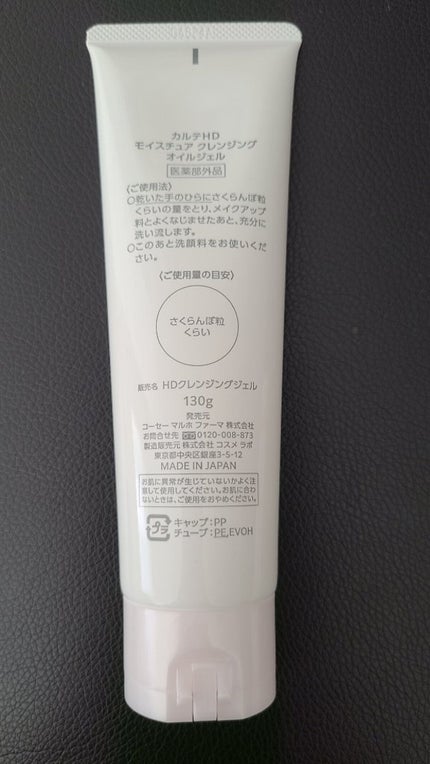 カルテHD
モイスチュア クレンジング
オイルジェル
医薬部外品
〈ご使用法〉
○乾いた手のひらにさくらんぼ粒
くらいの量をとり、メイクアップ
料とよくなじませたあと、充分に
洗い流します。
○このあと洗顔料をお使いくだ
さい。
〈ご使用量の目安〉
さくらんぼ粒
くらい
販売名 HDクレンジングジェル
130g
発売元
コーセー マルホ ファーマ 株式会社
お問合せ先 0120-008-873
製造販売元 株式会社 コスメ ラボ
東京都中央区銀座3-5-12
MADE IN JAPAN
お肌に異常が生じていないかよく注
意して使用してください。お肌に合わ
ないときは、ご使用をおやめください。
プラ キャップ:PP
チューブ:PE,EVOH